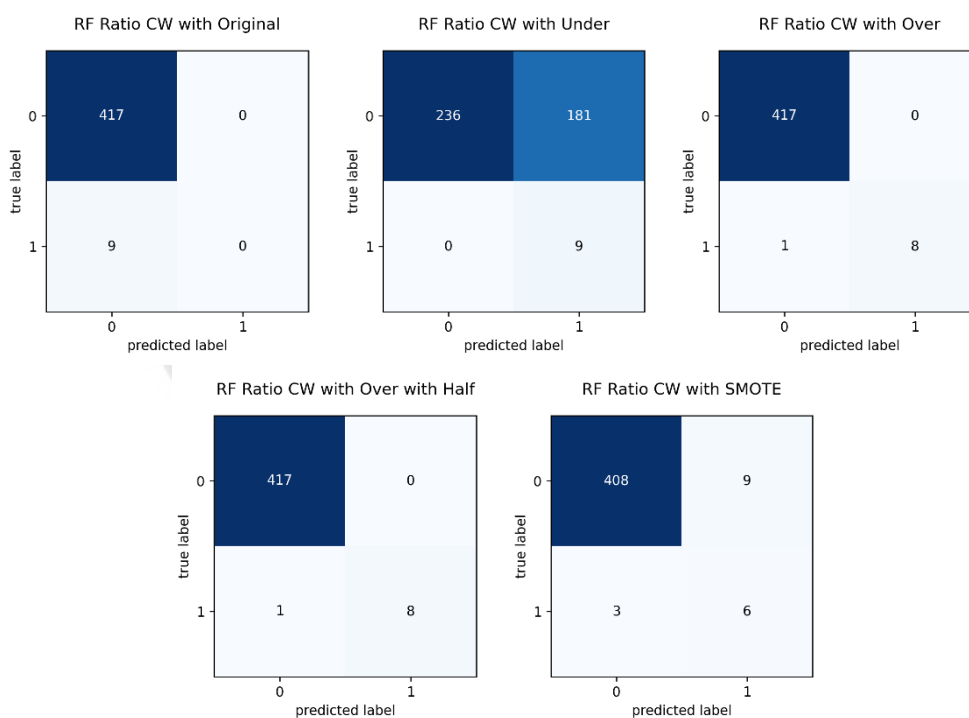 RF Ratio CW with Original
0
417
0
true label
1
9
0
0
1
predicted label
RF Ratio CW with Under
0
236
181
true label
1
0
9
0
1
predicted label
RF Ratio CW with Over
0
417
0
true label
1
1
8
0
1
predicted label
RF Ratio CW with Over with Half
0
417
0
true label
1
1
8
0
1
predicted label
RF Ratio CW with SMOTE
0
408
9
true label
1
3
6
0
1
predicted label